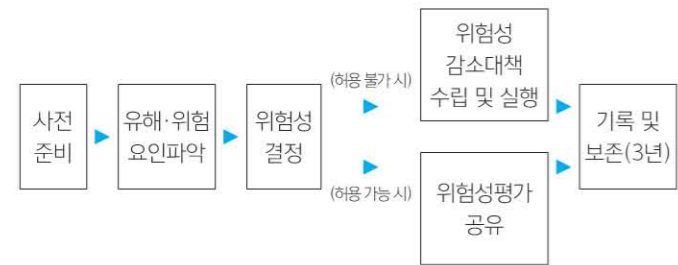 사전
준비
유해·위험
요인파악
위험성
결정
(허용 불가 시)
위험성
감소대책
수립 및 실행
(허용 가능 시)
위험성평가
공유
기록 및
보존(3년)